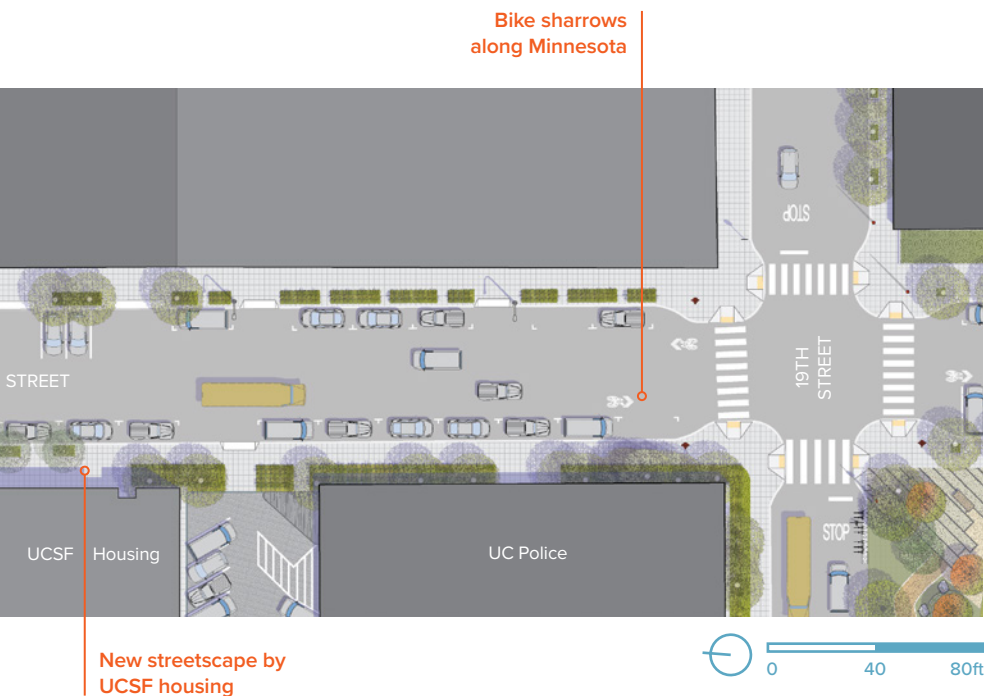 Bike sharrows
along Minnesota
STOP
STREET
19TH
STREET
UCSF Housing
UC Police
STOP
New streetscape by
UCSF housing
0 40 80ft